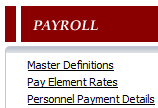 PAYROLL
Master Definitions
Pay Element Rates
Personnel Payment Details